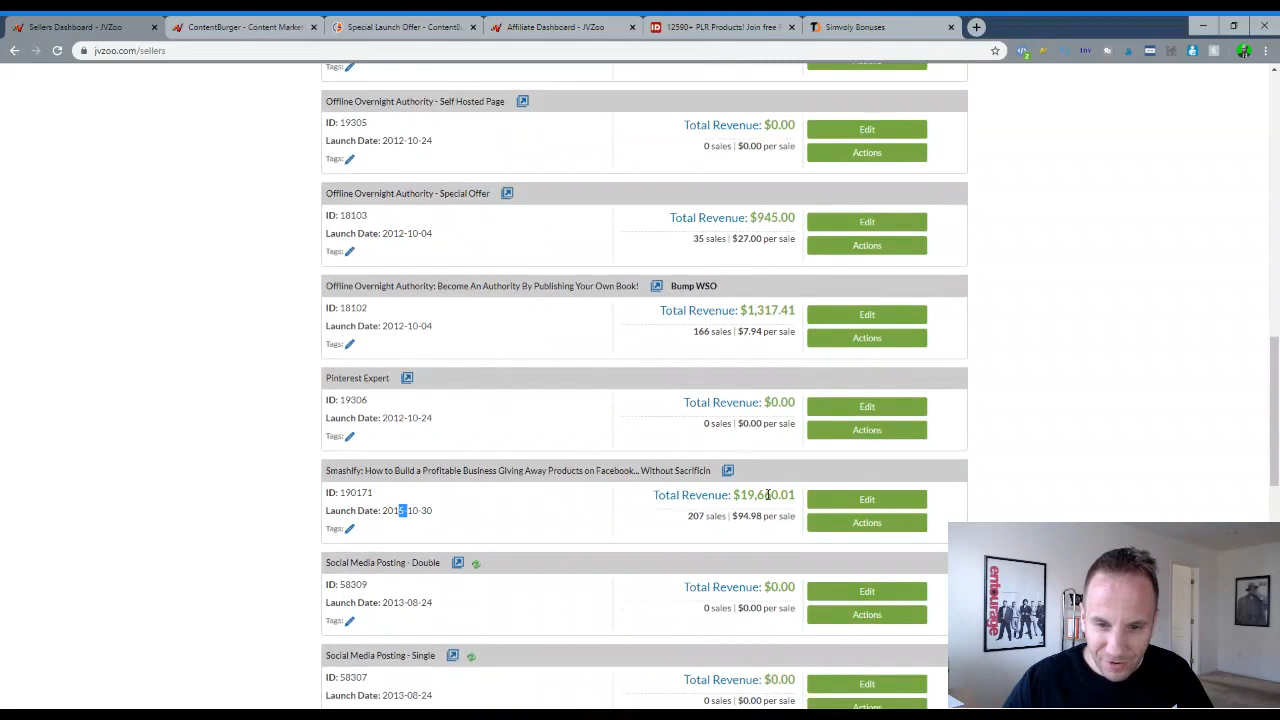 Sellers Dashboard - JVZoo
ContentBurger - Content Market
Special Launch Offer - ContentB
Affiliate Dashboard - JVZoo
12590+ PLR Products! Join free F
Simvoly Bonuses
jvzoo.com/sellers
Tags:
Offline Overnight Authority - Self Hosted Page
ID: 19305
Total Revenue: $0.00
Edit
Launch Date: 2012-10-24
0 sales | $0.00 per sale
Actions
Tags:
Offline Overnight Authority - Special Offer
ID: 18103
Total Revenue: $945.00
Edit
Launch Date: 2012-10-04
35 sales | $27.00 per sale
Actions
Tags:
Offline Overnight Authority: Become An Authority By Publishing Your Own Book!
Bump WSO
ID: 18102
Total Revenue: $1,317.41
Edit
Launch Date: 2012-10-04
166 sales | $7.94 per sale
Actions
Tags:
Pinterest Expert
ID: 19306
Total Revenue: $0.00
Edit
Launch Date: 2012-10-24
0 sales | $0.00 per sale
Actions
Tags:
Smashify: How to Build a Profitable Business Giving Away Products on Facebook... Without Sacrificin
ID: 190171
Total Revenue:
Edit
Launch Date: 2015-10-30
207 sales | $94.98 per sale
Actions
Tags:
Social Media Posting - Double
ID: 58309
Total Revenue: $0.00
Edit
Launch Date: 2013-08-24
0 sales | $0.00 per sale
Actions
Tags:
Social Media Posting - Single
ID: 58307
Total Revenue: $0.00
Edit
Launch Date: 2013-08-24
0 sales | $0.00 per sale
entourage